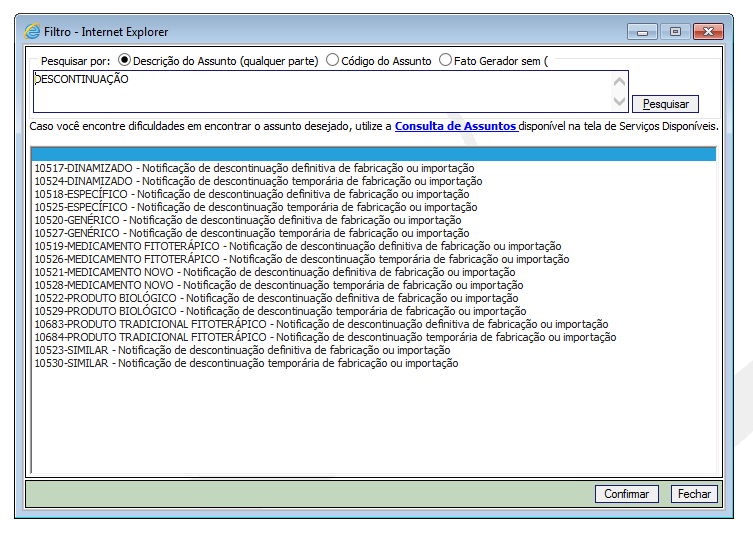 Filtro - Internet Explorer
Pesquisar por: Descrição do Assunto (qualquer parte) Código do Assunto Fato Gerador sem (
DESCONTINUAÇÃO
Pesquisar
Caso você encontre dificuldades em encontrar o assunto desejado, utilize a Consulta de Assuntos disponível na tela de Serviços Disponíveis.
10517-DINAMIZADO - Notificação de descontinuação definitiva de fabricação ou importação
10524-DINAMIZADO - Notificação de descontinuação temporária de fabricação ou importação
10518-ESPECÍFICO - Notificação de descontinuação definitiva de fabricação ou importação
10525-ESPECÍFICO - Notificação de descontinuação temporária de fabricação ou importação
10520-GENÉRICO - Notificação de descontinuação definitiva de fabricação ou importação
10527-GENÉRICO - Notificação de descontinuação temporária de fabricação ou importação
10519-MEDICAMENTO FITOTERÁPICO - Notificação de descontinuação definitiva de fabricação ou importação
10526-MEDICAMENTO FITOTERÁPICO - Notificação de descontinuação temporária de fabricação ou importação
10521-MEDICAMENTO NOVO - Notificação de descontinuação definitiva de fabricação ou importação
10528-MEDICAMENTO NOVO - Notificação de descontinuação temporária de fabricação ou importação
10522-PRODUTO BIOLÓGICO - Notificação de descontinuação definitiva de fabricação ou importação
10529-PRODUTO BIOLÓGICO - Notificação de descontinuação temporária de fabricação ou importação
10683-PRODUTO TRADICIONAL FITOTERÁPICO - Notificação de descontinuação definitiva de fabricação ou importação
10684-PRODUTO TRADICIONAL FITOTERÁPICO - Notificação de descontinuação temporária de fabricação ou importação
10523-SIMILAR - Notificação de descontinuação definitiva de fabricação ou importação
10530-SIMILAR - Notificação de descontinuação temporária de fabricação ou importação
Confirmar Fechar